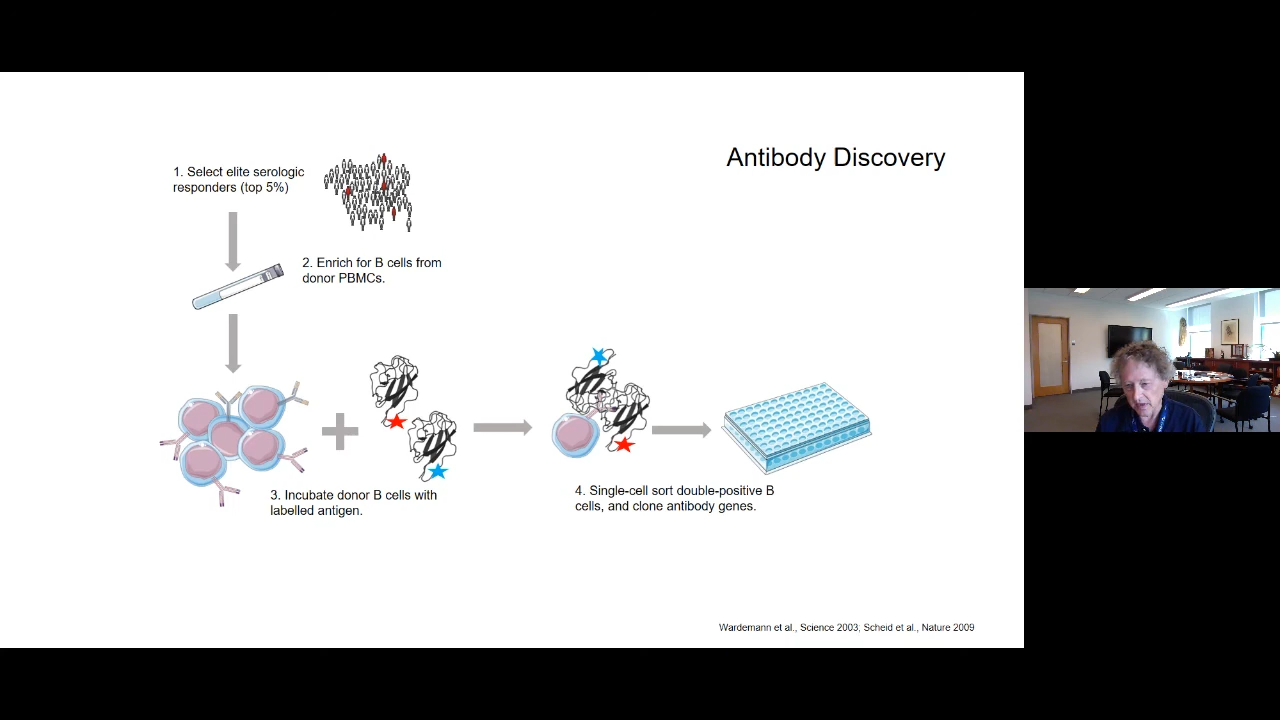 Antibody Discovery
1. Select elite serologic
responders (top 5%)
2. Enrich for B cells from
donor PBMCs.
3. Incubate donor B cells with
labelled antigen.
4. Single-cell sort double-positive B
cells, and clone antibody genes.
Wardemann et al., Science 2003; Scheid et al., Nature 2009